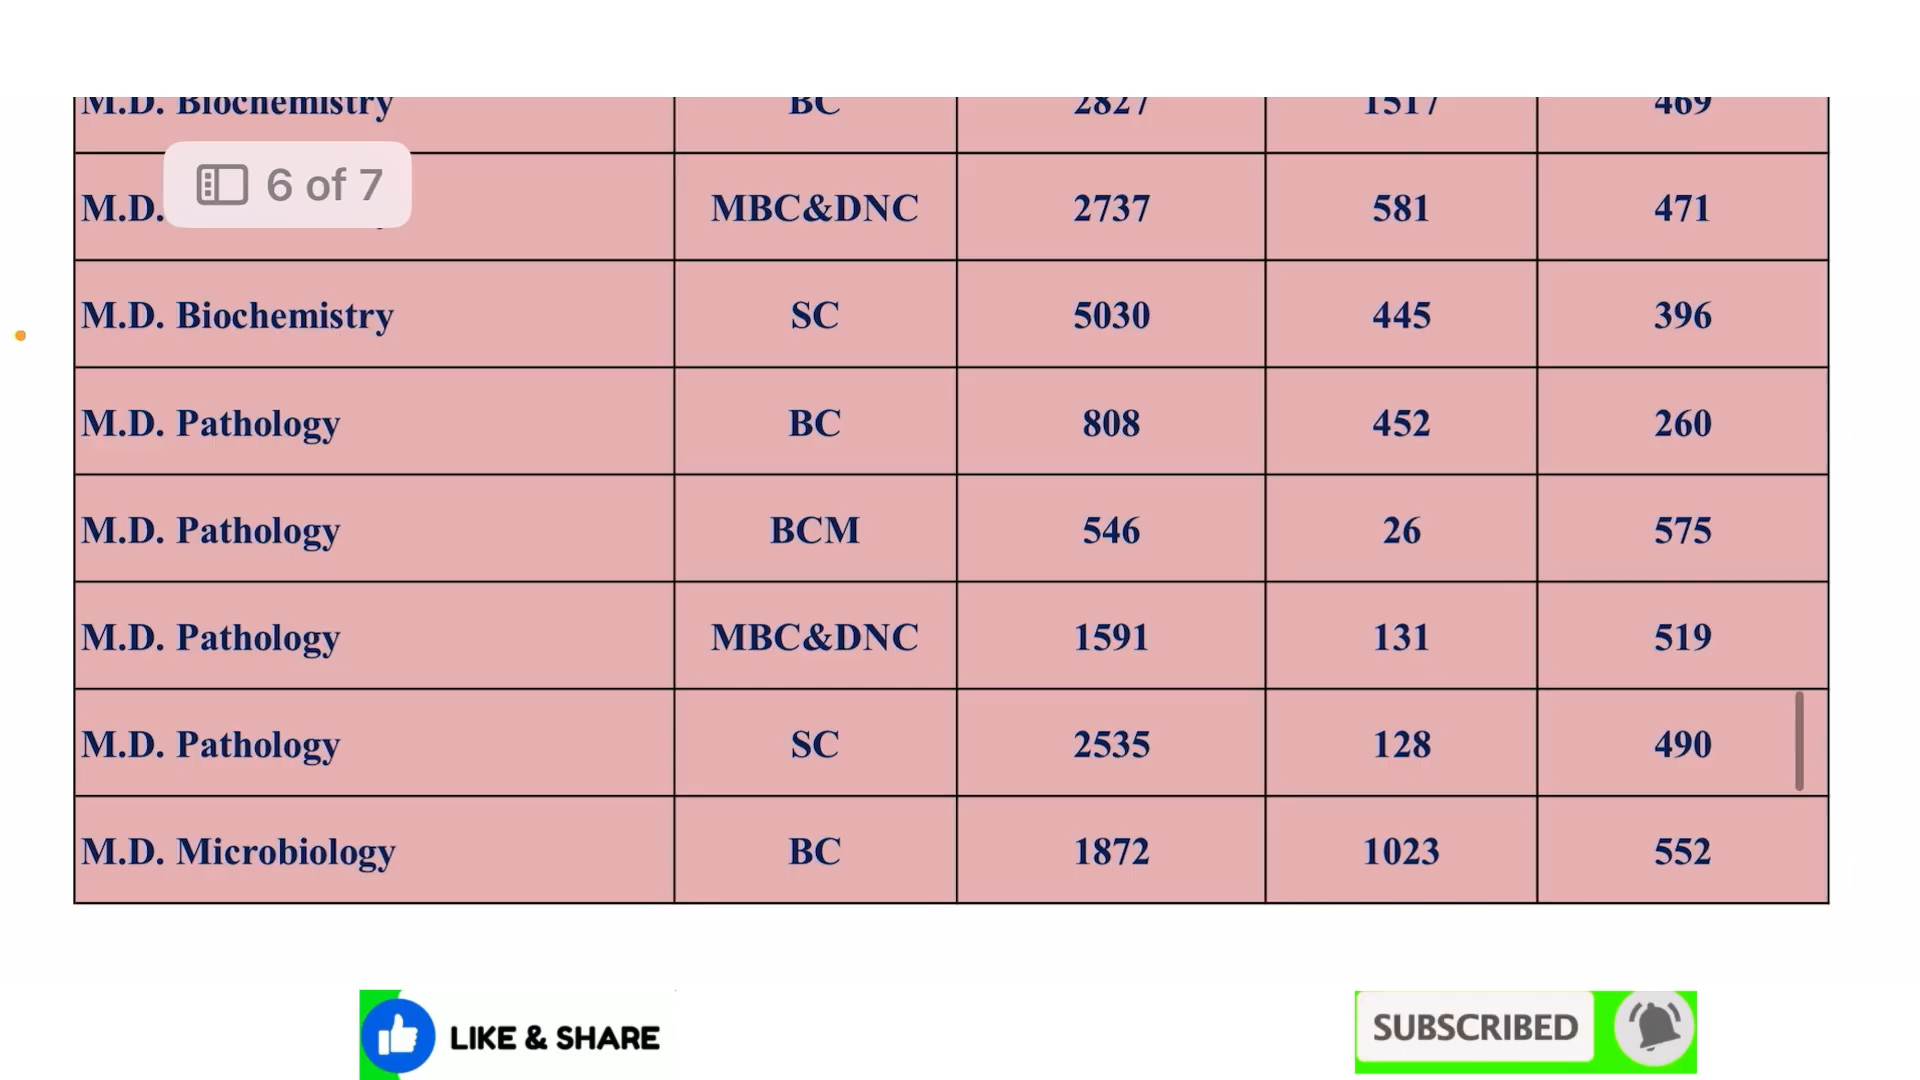 M.D. Biochemistry BC 2827 1517 469
6 of 7
M.D. MBC&DNC 2737 581 471
M.D. Biochemistry SC 5030 445 396
M.D. Pathology BC 808 452 260
M.D. Pathology BCM 546 26 575
M.D. Pathology MBC&DNC 1591 131 519
M.D. Pathology SC 2535 128 490
M.D. Microbiology BC 1872 1023 552
LIKE & SHARE
SUBSCRIBED